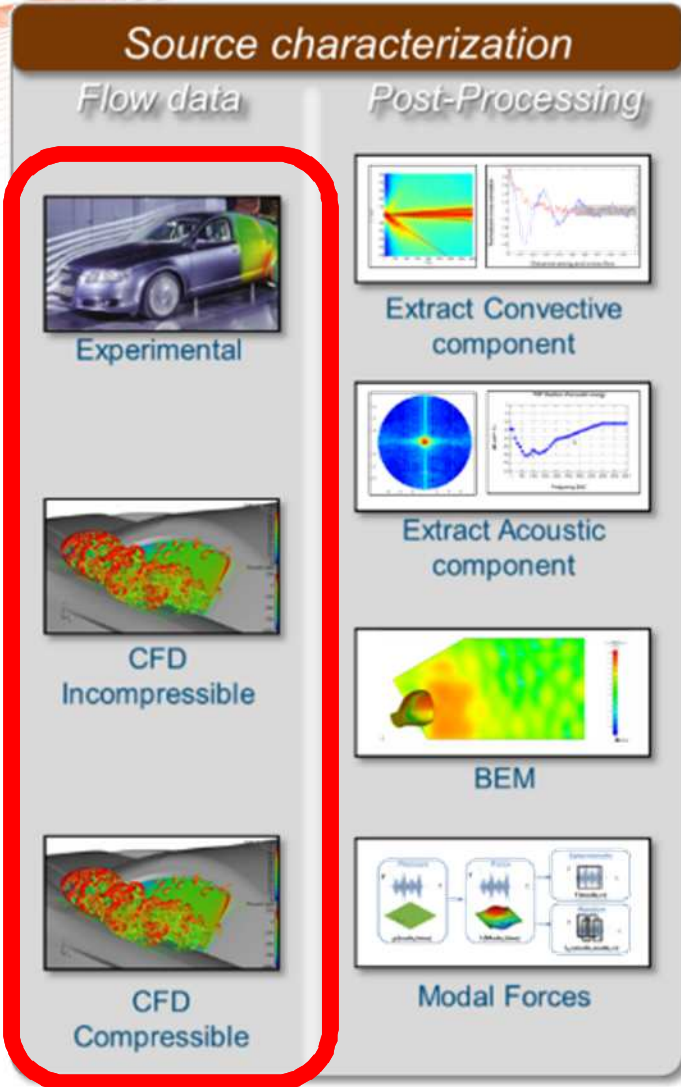 Source characterization
Flow data
Post-Processing
Experimental
CFD
Incompressible
CFD
Compressible
Extract Convective
component
Extract Acoustic
component
BEM
Modal Forces